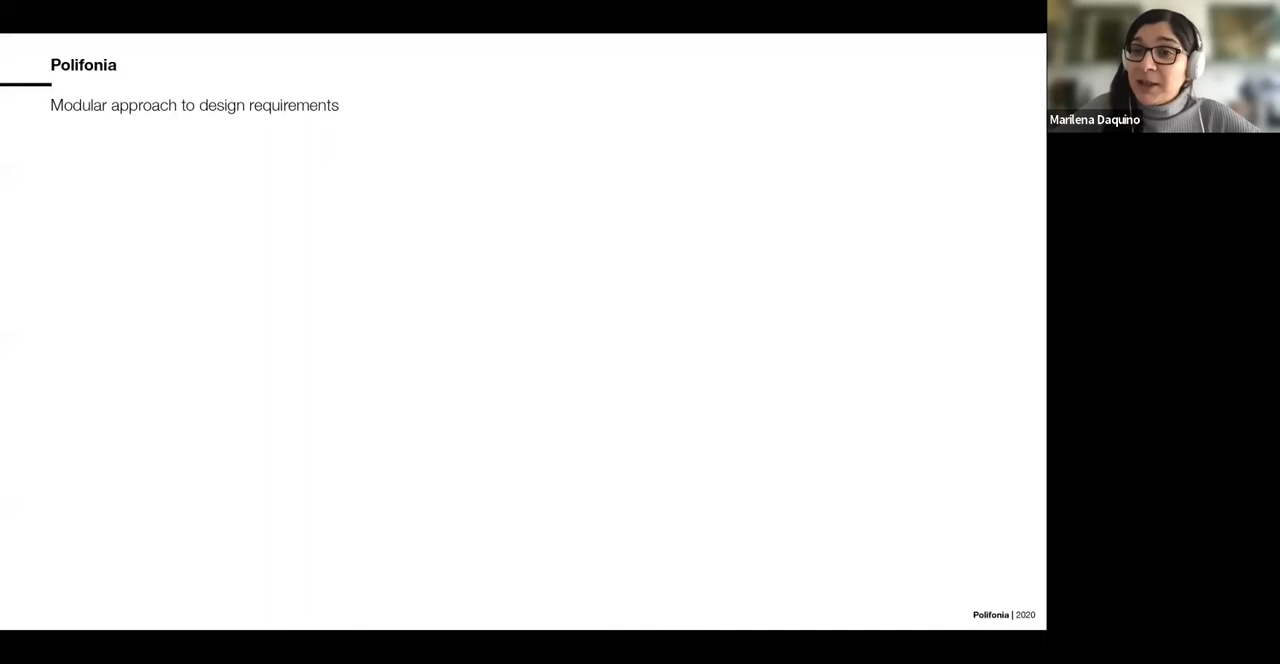 Polifonia
Modular approach to design requirements
Marilena Daquino
Polifonia | 2020